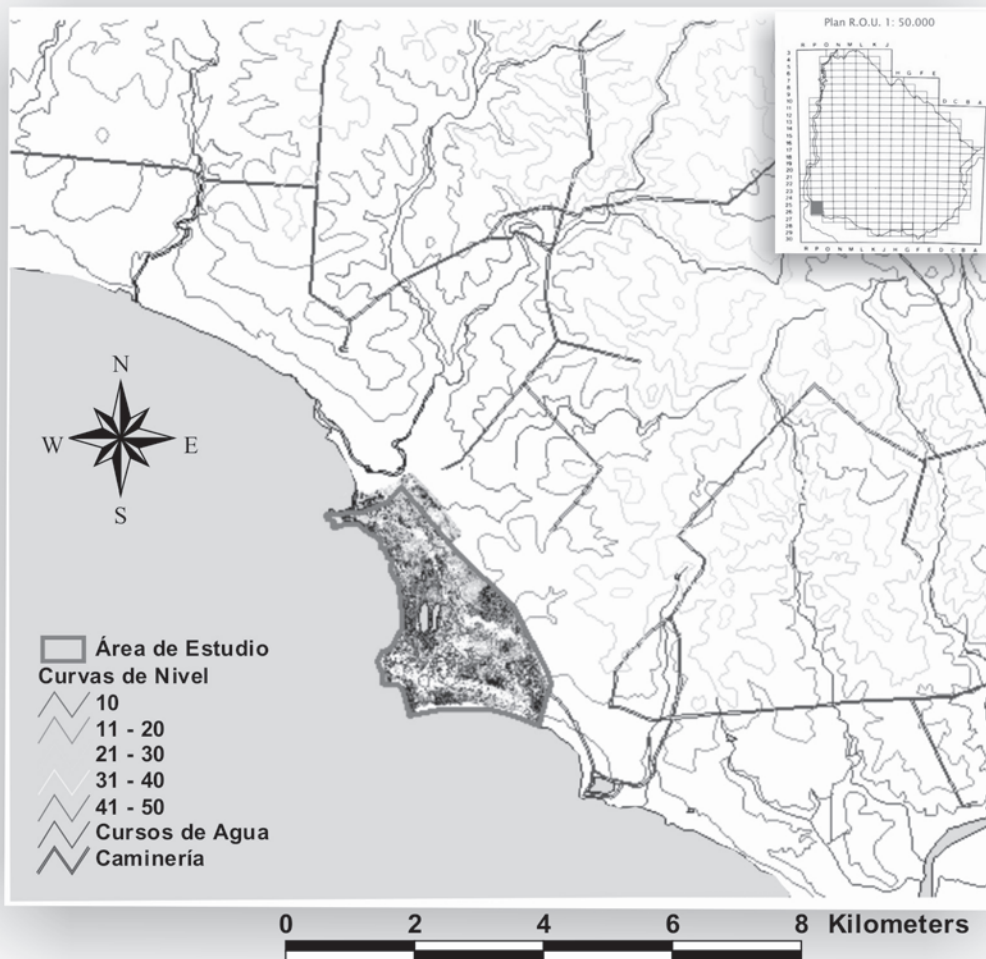 Plan R.O.U. 1: 50.000
N
W E
S
Área de Estudio
Curvas de Nivel
10
11 - 20
21 - 30
31 - 40
41 - 50
Cursos de Agua
Caminería
0 2 4 6 8 Kilometers